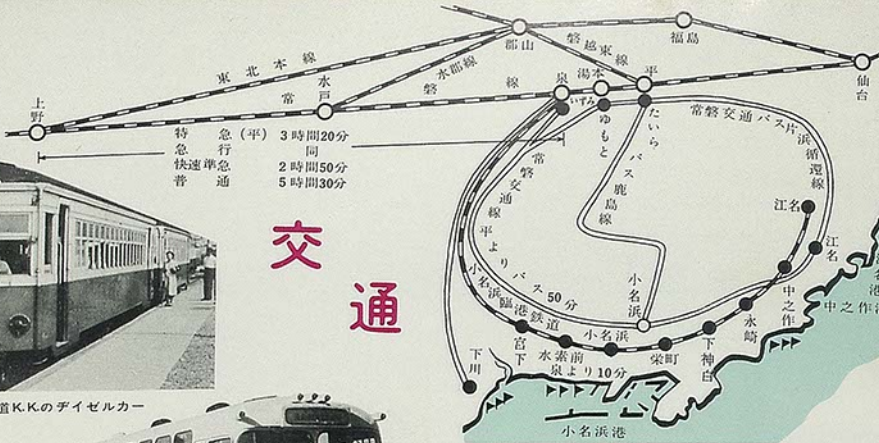 東北本線
水郡線
常磐線
磐越東線
上野
水戸
郡山
福島
仙台
泉
湯本
平
いずみ
ゆもと
たいら
特急(平) 3時間20分
急行 同
快速準急 2時間50分
普通 5時間30分
交
通
常磐交通バス片浜循還線
バス鹿島線
常磐交通線平よりバス50分
小名浜臨港鉄道
小名浜
江名
江名
中之作
永崎
下神白
栄町
小名浜
水素前
宮下
泉より10分
下川
小名浜港
中之作
道K.K.のヂイゼルカー